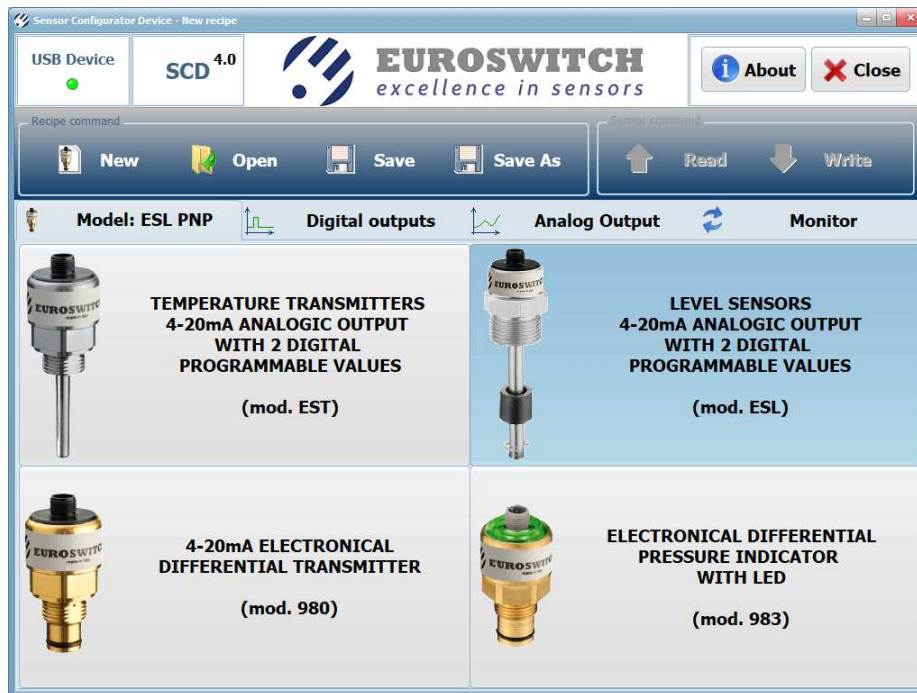 Sensor Configurator Device - New recipe
USB Device
SCD 4.0
EUROSWITCH
excellence in sensors
About
Close
Recipe command
New
Open
Save
Save As
Sensor command
Read
Write
Model: ESL PNP
Digital outputs
Analog Output
Monitor
EUROSWITC
TEMPERATURE TRANSMITTERS
4-20mA ANALOGIC OUTPUT
WITH 2 DIGITAL
PROGRAMMABLE VALUES
(mod. EST)
EUROSWITC
LEVEL SENSORS
4-20mA ANALOGIC OUTPUT
WITH 2 DIGITAL
PROGRAMMABLE VALUES
(mod. ESL)
EUROSWITC
4-20mA ELECTRONICAL
DIFFERENTIAL TRANSMITTER
(mod. 980)
EUROSWIT
ELECTRONICAL DIFFERENTIAL
PRESSURE INDICATOR
WITH LED
(mod. 983)